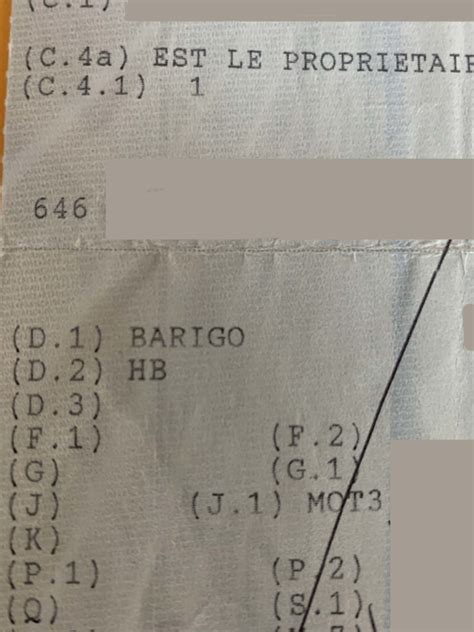 (C.4a) EST LE PROPRIETAIRE
(C.4.1) 1
646
(D.1) BARIGO
(D.2) HB
(D.3)
(F.1) (F.2)
(G) (G.1)
(J) (J.1) MOT3
(K)
(P.1) (P.2)
(Q) (S.1)